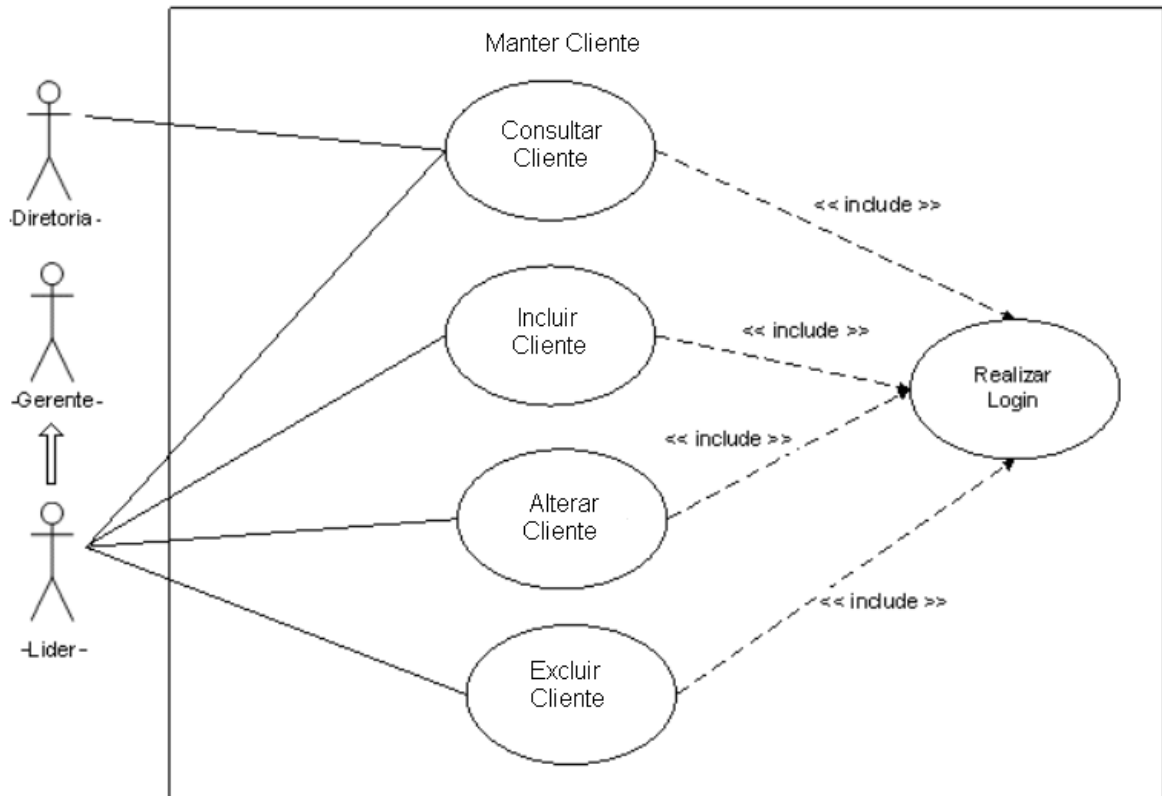 Manter Cliente
Consultar
Cliente
-Diretoria -
<< include >>
Incluir
Cliente
<< include >>
-Gerente-
Realizar
Login
<< include >>
Alterar
Cliente
<< include >>
-Lider-
Excluir
Cliente